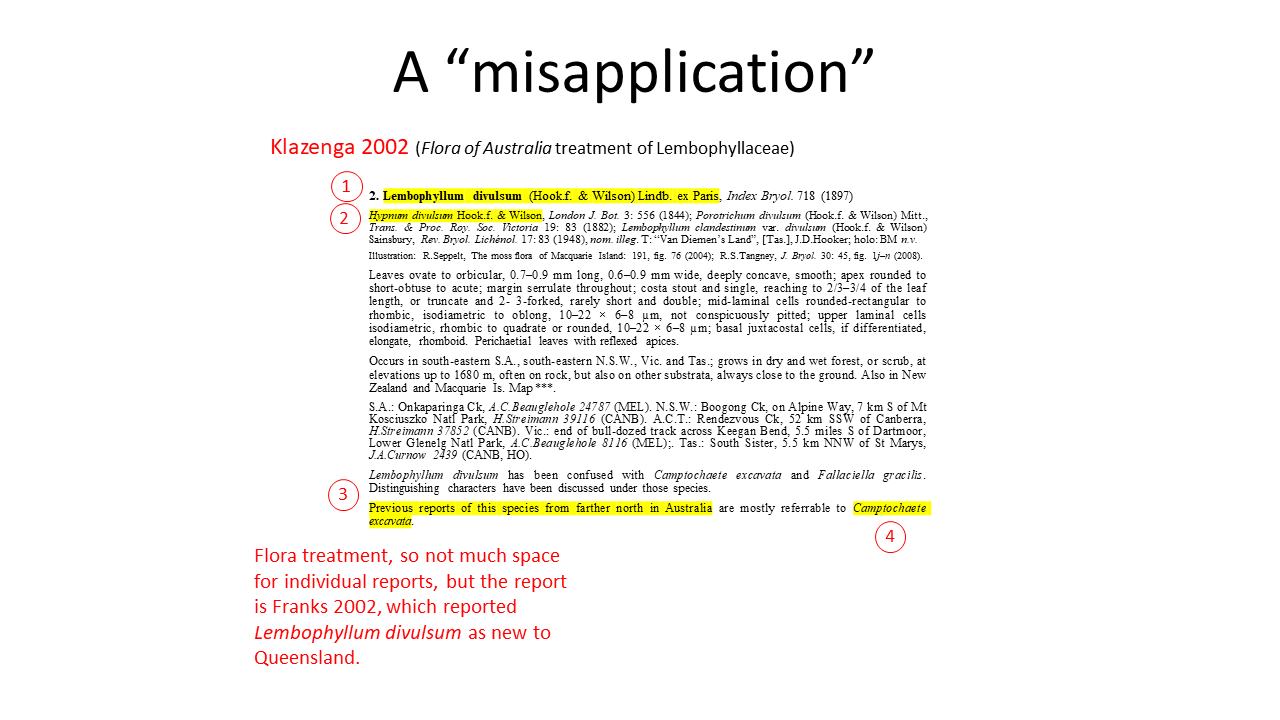 A “misapplication”
Klazenga 2002 (Flora of Australia treatment of Lembophyllaceae)
1
2. Lembophyllum divulsum (Hook.f. & Wilson) Lindb. ex Paris, Index Bryol. 718 (1897)
2
Hypnum divulsum Hook.f. & Wilson, London J. Bot. 3: 556 (1844); Porotrichum divulsum (Hook.f. & Wilson) Mitt.,
Trans. & Proc. Roy. Soc. Victoria 19: 83 (1882); Lembophyllum clandestinum var. divulsum (Hook.f. & Wilson)
Sainsbury, Rev. Bryol. Lichénol. 17: 83 (1948), nom. illeg. T: “Van Diemen’s Land”, [Tas.], J.D.Hooker; holo: BM n.v.
Illustration: R.Seppelt, The moss flora of Macquarie Island: 191, fig. 76 (2004); R.S.Tangney, J. Bryol. 30: 45, fig. 1j–n (2008).
Leaves ovate to orbicular, 0.7–0.9 mm long, 0.6–0.9 mm wide, deeply concave, smooth; apex rounded to
short-obtuse to acute; margin serrulate throughout; costa stout and single, reaching to 2/3–3/4 of the leaf
length, or truncate and 2- 3-forked, rarely short and double; mid-laminal cells rounded-rectangular to
rhombic, isodiametric to oblong, 10–22 × 6–8 µm, not conspicuously pitted; upper laminal cells
isodiametric, rhombic to quadrate or rounded, 10–22 × 6–8 µm; basal juxtacostal cells, if differentiated,
elongate, rhomboid. Perichaetial leaves with reflexed apices.
Occurs in south-eastern S.A., south-eastern N.S.W., Vic. and Tas.; grows in dry and wet forest, or scrub, at
elevations up to 1680 m, often on rock, but also on other substrata, always close to the ground. Also in New
Zealand and Macquarie Is. Map ***.
S.A.: Onkaparinga Ck, A.C.Beauglehole 24787 (MEL). N.S.W.: Boogong Ck, on Alpine Way, 7 km S of Mt
Kosciuszko Natl Park, H.Streimann 39116 (CANB). A.C.T.: Rendezvous Ck, 52 km SSW of Canberra,
H.Streimann 37852 (CANB). Vic.: end of bull-dozed track across Keegan Bend, 5.5 miles S of Dartmoor,
Lower Glenelg Natl Park, A.C.Beauglehole 8116 (MEL);. Tas.: South Sister, 5.5 km NNW of St Marys,
J.A.Curnow 2439 (CANB, HO).
Lembophyllum divulsum has been confused with Camptochaete excavata and Fallaciella gracilis.
Distinguishing characters have been discussed under those species.
3
Previous reports of this species from farther north in Australia are mostly referrable to Camptochaete
excavata.
4
Flora treatment, so not much space
for individual reports, but the report
is Franks 2002, which reported
Lembophyllum divulsum as new to
Queensland.